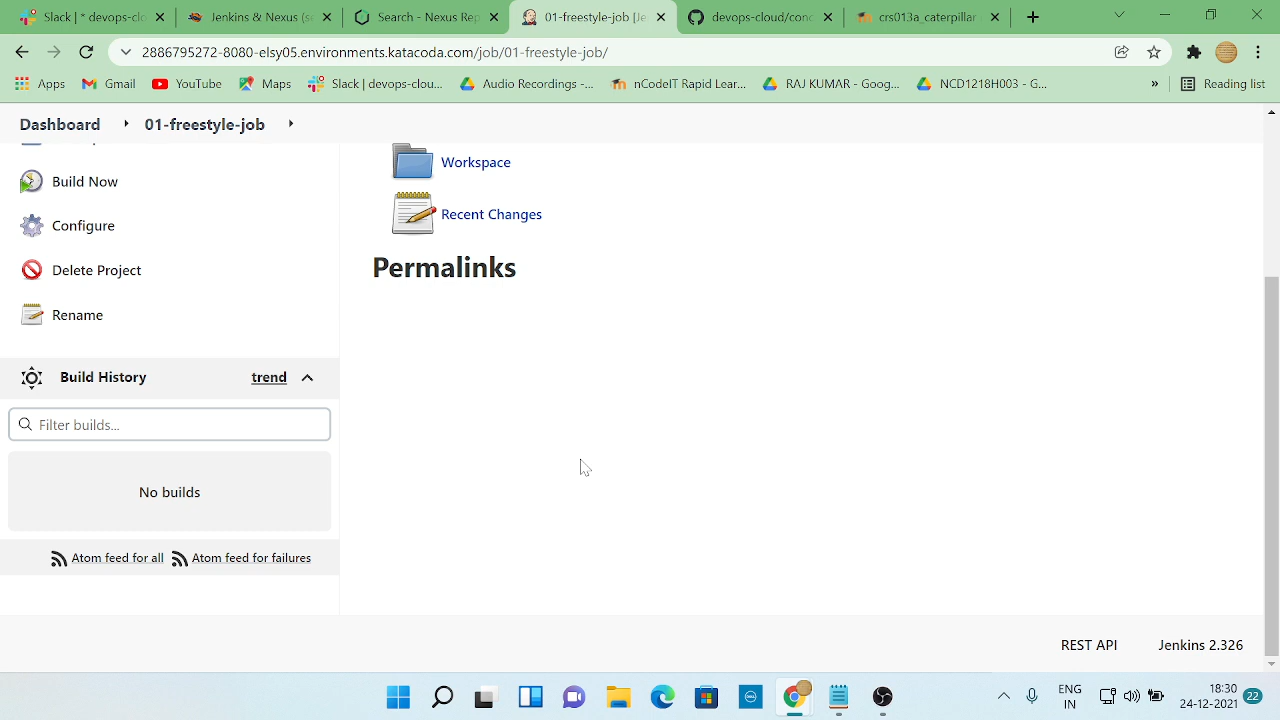 Slack | * devops-clo
Jenkins & Nexus (s
Search - Nexus Rep
01-freestyle-job [Je
devops-cloud/conc
crs013a_caterpillar
2886795272-8080-elsy05.environments.katacoda.com/job/01-freestyle-job/
Apps
Gmail
YouTube
Maps
Slack | devops-clou...
Audio Recordings -...
nCodeIT Rapid Lear...
RAJ KUMAR - Goog...
NCD1218H003 - G...
»
Reading list
Dashboard
01-freestyle-job
Build Now
Configure
Delete Project
Rename
Workspace
Recent Changes
Permalinks
Build History
trend
Filter builds...
No builds
Atom feed for all
Atom feed for failures
REST API
Jenkins 2.326
ENG
IN
18:30
24-12-2021
22